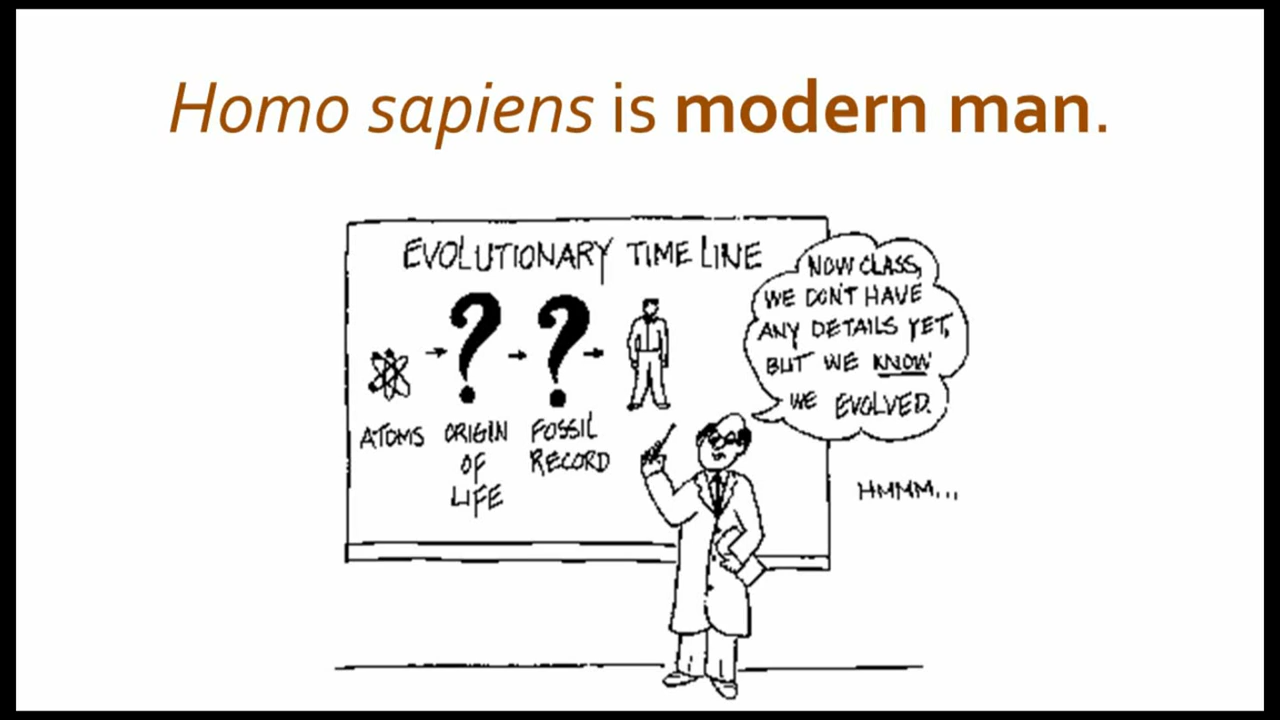 Homo sapiens is modern man.
EVOLUTIONARY TIME LINE
? ?
ATOMS
ORIGIN
OF
LIFE
FOSSIL
RECORD
NOW CLASS,
WE DON'T HAVE
ANY DETAILS YET,
BUT WE KNOW
WE EVOLVED.
HMMM...